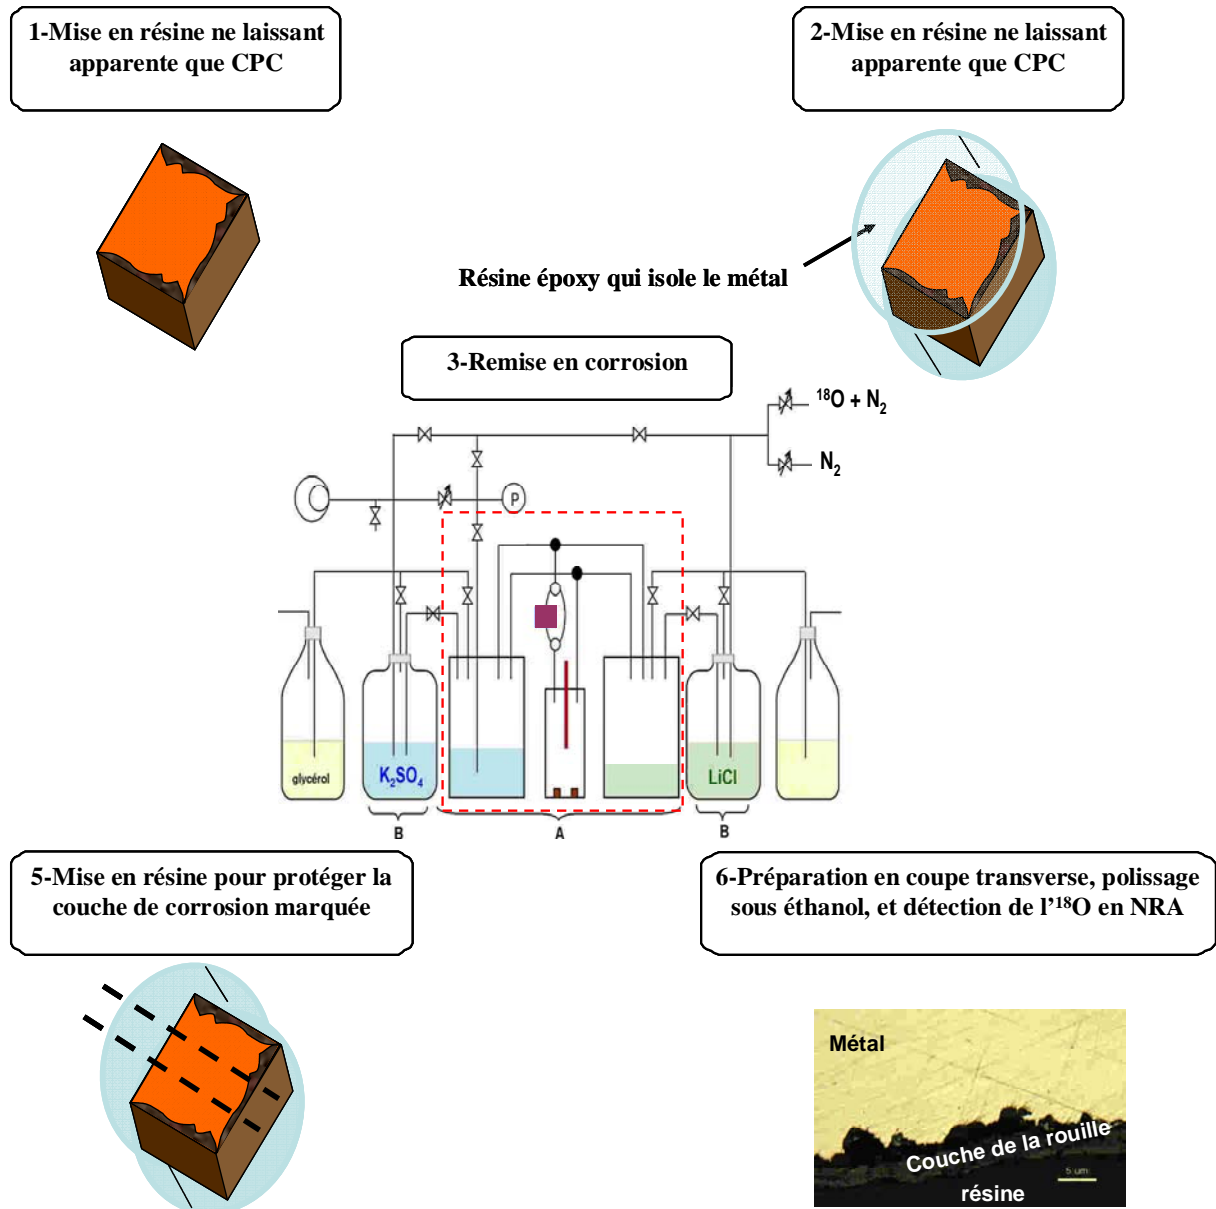 1-Mise en résine ne laissant
apparente que CPC
2-Mise en résine ne laissant
apparente que CPC
Résine époxy qui isole le métal
3-Remise en corrosion
¹⁸O + N₂
N₂
P
glycérol
K₂SO₄
LiCl
B
A
B
5-Mise en résine pour protéger la
couche de corrosion marquée
6-Préparation en coupe transverse, polissage
sous éthanol, et détection de l'¹⁸O en NRA
Métal
Couche de la rouille
5 um
résine